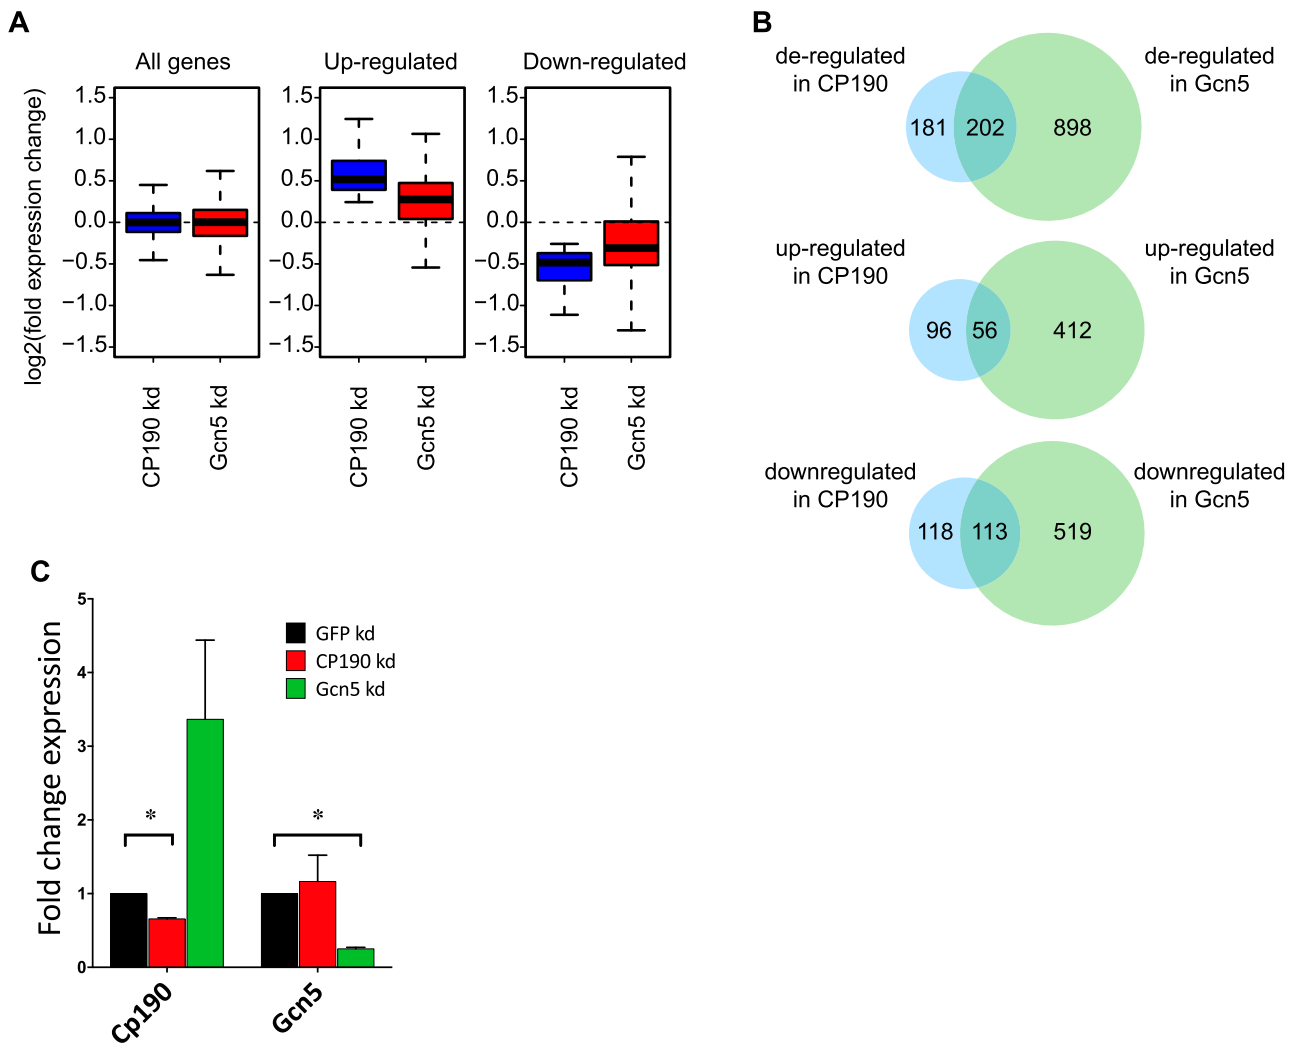 A
All genes
Up-regulated
Down-regulated
log2(fold expression change)
1.5
1.0
0.5
0.0
−0.5
−1.0
−1.5
1.5
1.0
0.5
0.0
−0.5
−1.0
−1.5
1.5
1.0
0.5
0.0
−0.5
−1.0
−1.5
CP190 kd
Gcn5 kd
CP190 kd
Gcn5 kd
CP190 kd
Gcn5 kd
B
de-regulated
in CP190
de-regulated
in Gcn5
181 202 898
up-regulated
in CP190
up-regulated
in Gcn5
96 56 412
downregulated
in CP190
downregulated
in Gcn5
118 113 519
C
Fold change expression
5
4
3
2
1
0
GFP kd
CP190 kd
Gcn5 kd
* *
Cp190
Gcn5